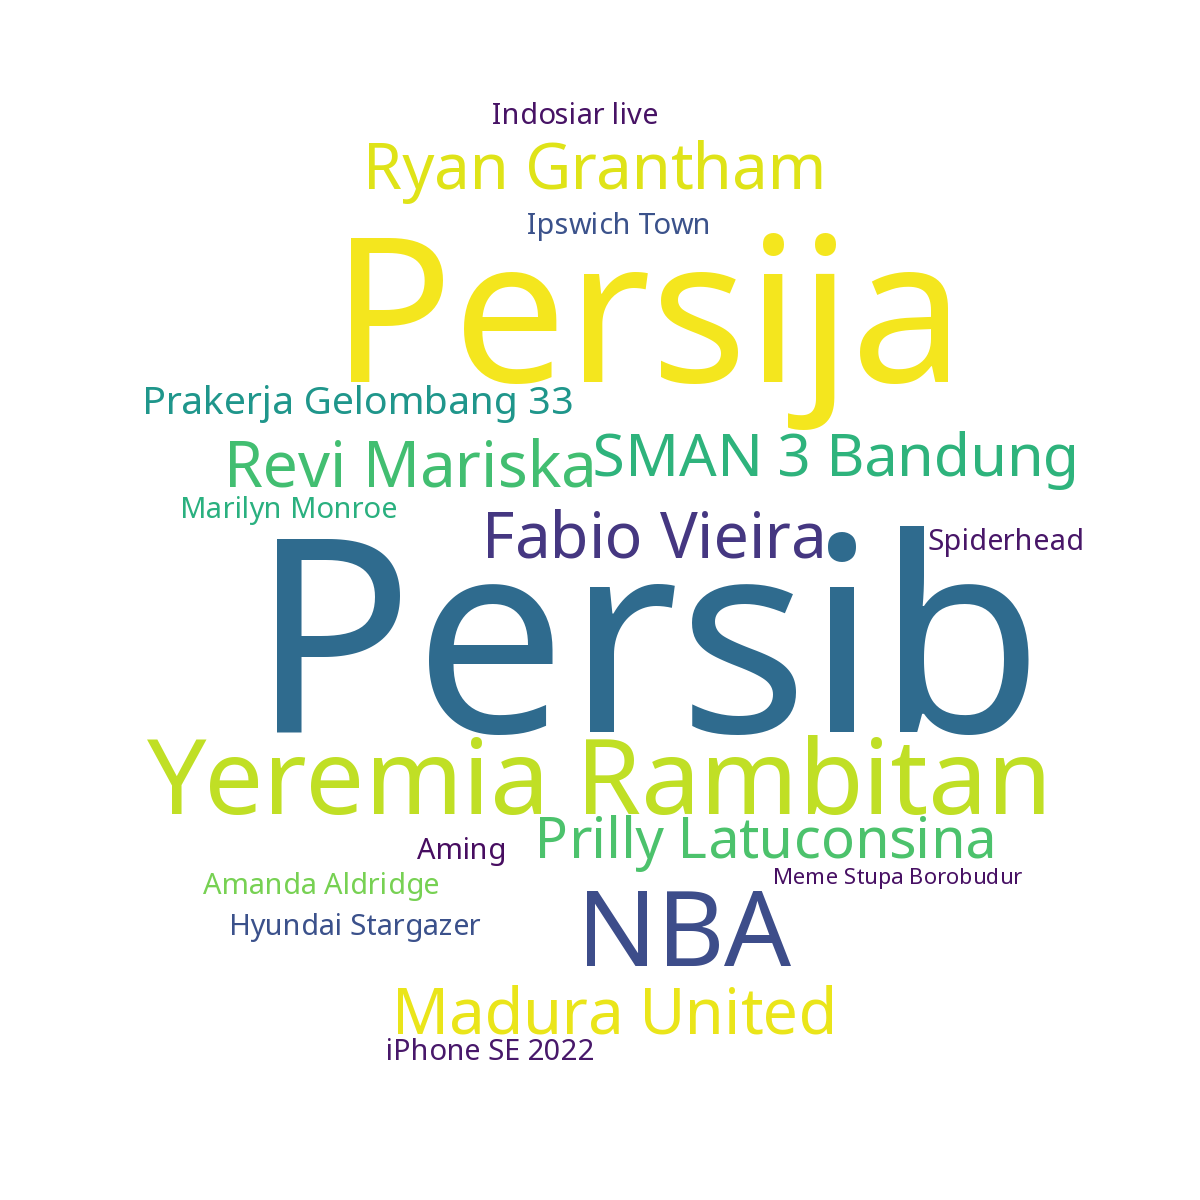 Indosiar live
Ryan Grantham
Ipswich Town
Persija
Prakerja Gelombang 33
Revi Mariska
SMAN 3 Bandung
Marilyn Monroe
Fabio Vieira
Spiderhead
Persib
Yeremia Rambitan
Prilly Latuconsina
Aming
Meme Stupa Borobudur
Amanda Aldridge
Hyundai Stargazer
NBA
Madura United
iPhone SE 2022